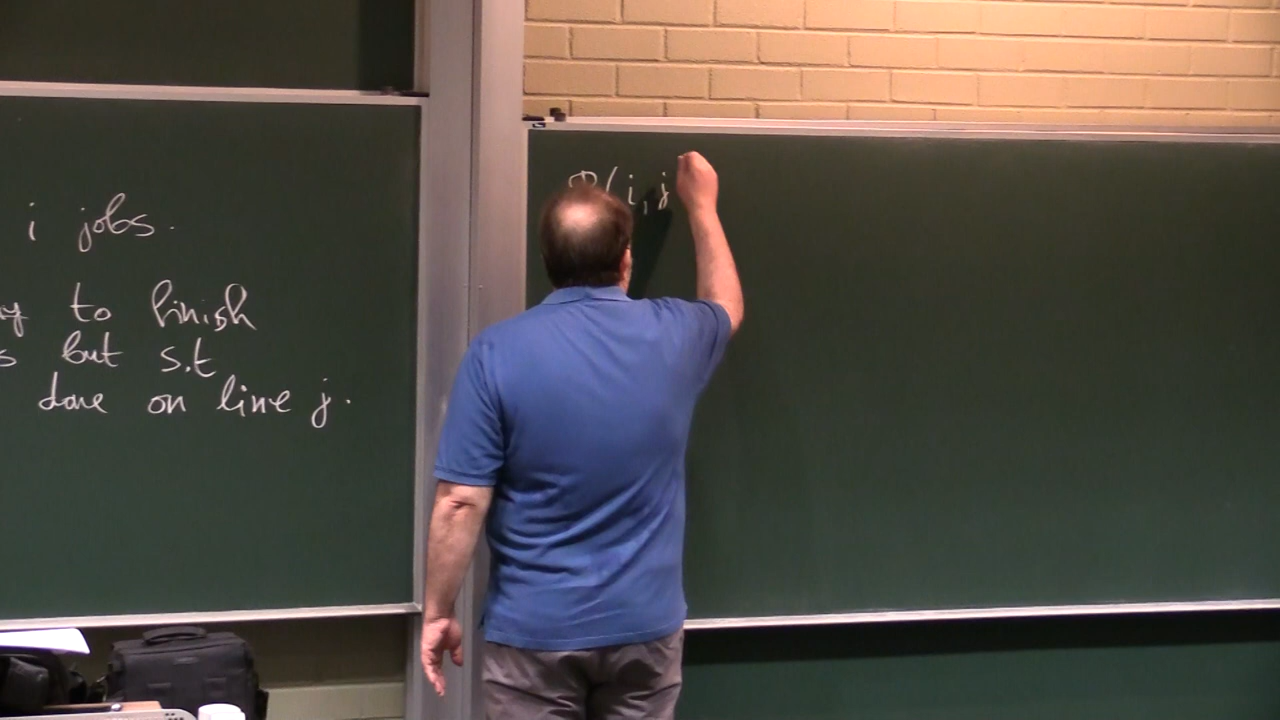 i jobs.
to finish
but s.t
done on line j.
(i, j